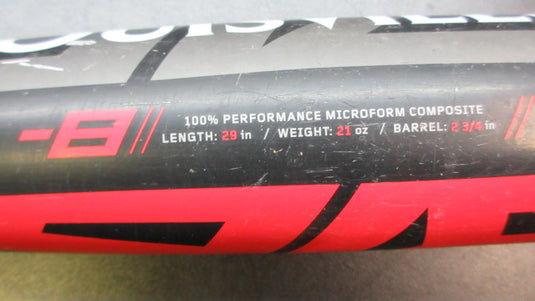 -8
100% PERFORMANCE MICROFORM COMPOSITE
LENGTH: 29 in / WEIGHT: 21 oz / BARREL: 2 3/4 in